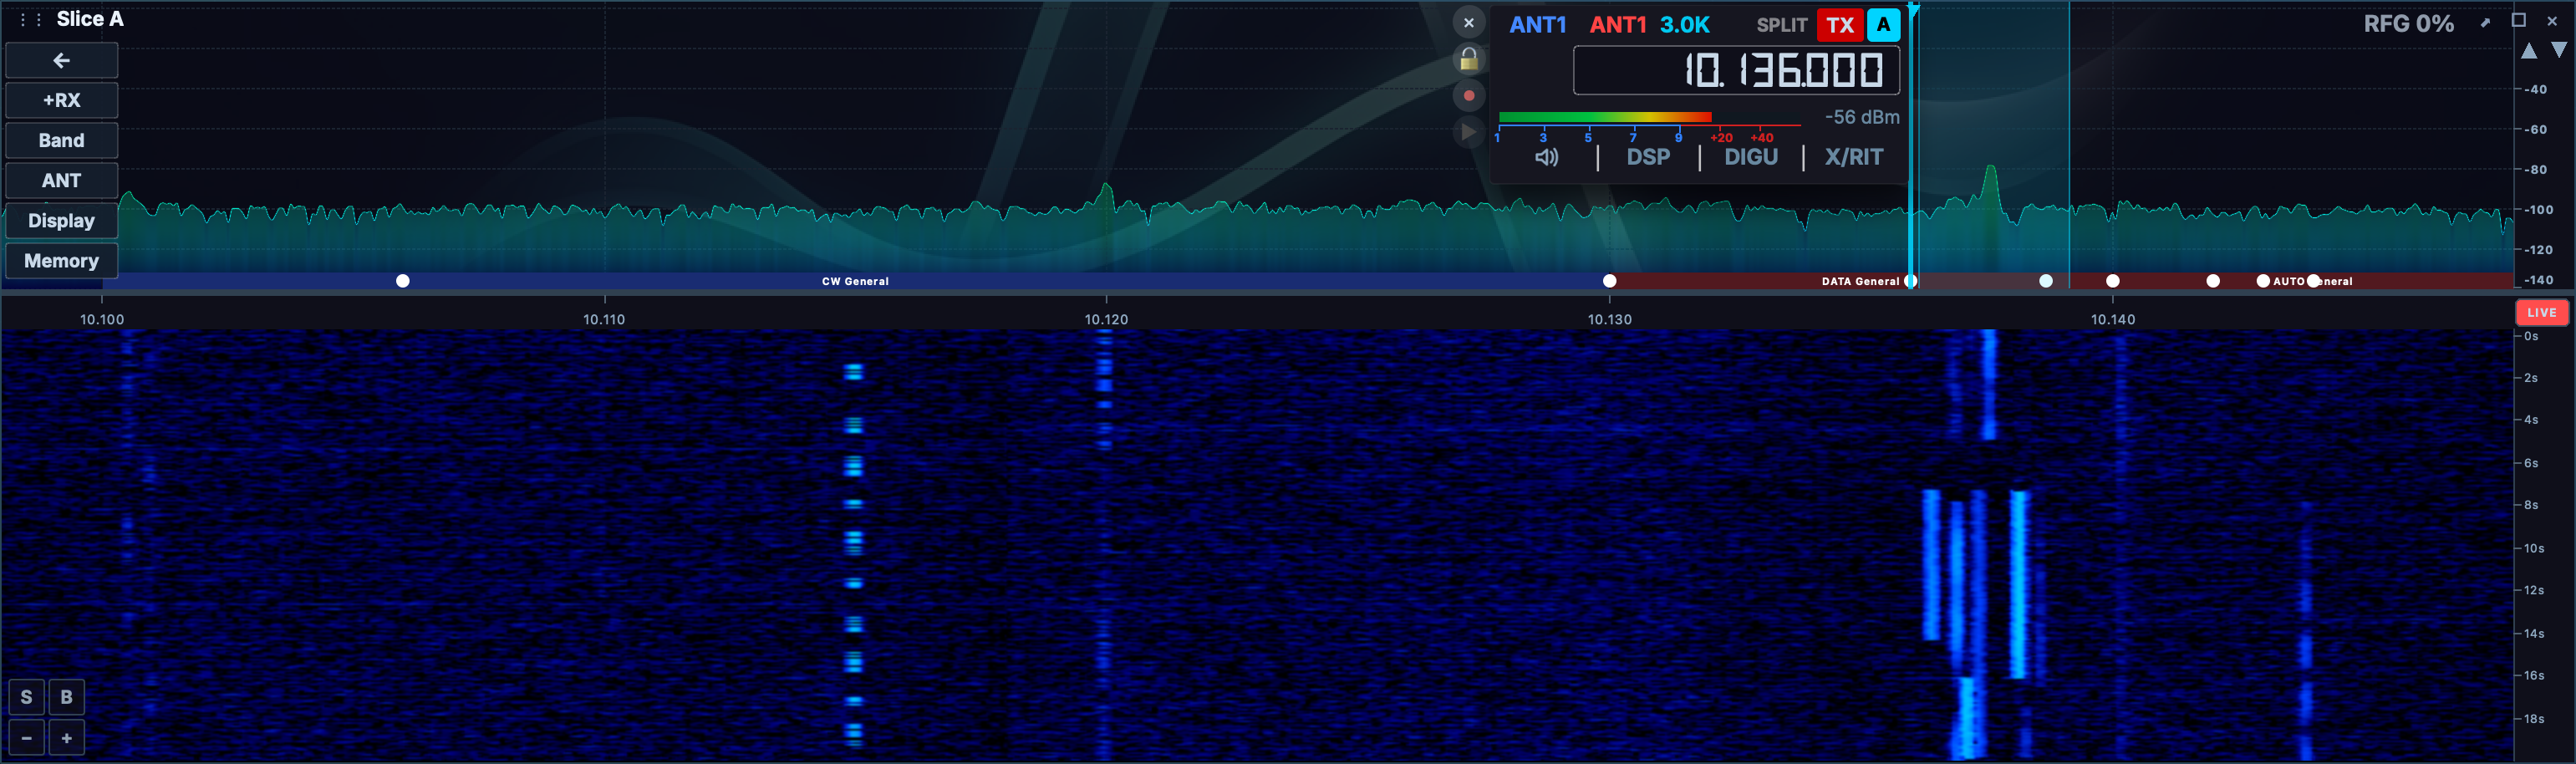 Slice A
←
+RX
Band
ANT
Display
Memory
×
ANT1 ANT1 3.0K SPLIT TX A
10.136.000
-56 dBm
1 3 5 7 9 +20 +40
DSP | DIGU | X/RIT
RFG 0%
-40
-60
-80
-100
-120
-140
CW General
DATA General
AUTO
eneral
10.100 10.110 10.120 10.130 10.140
LIVE
0s
2s
4s
6s
8s
10s
12s
14s
16s
18s
S B
− +